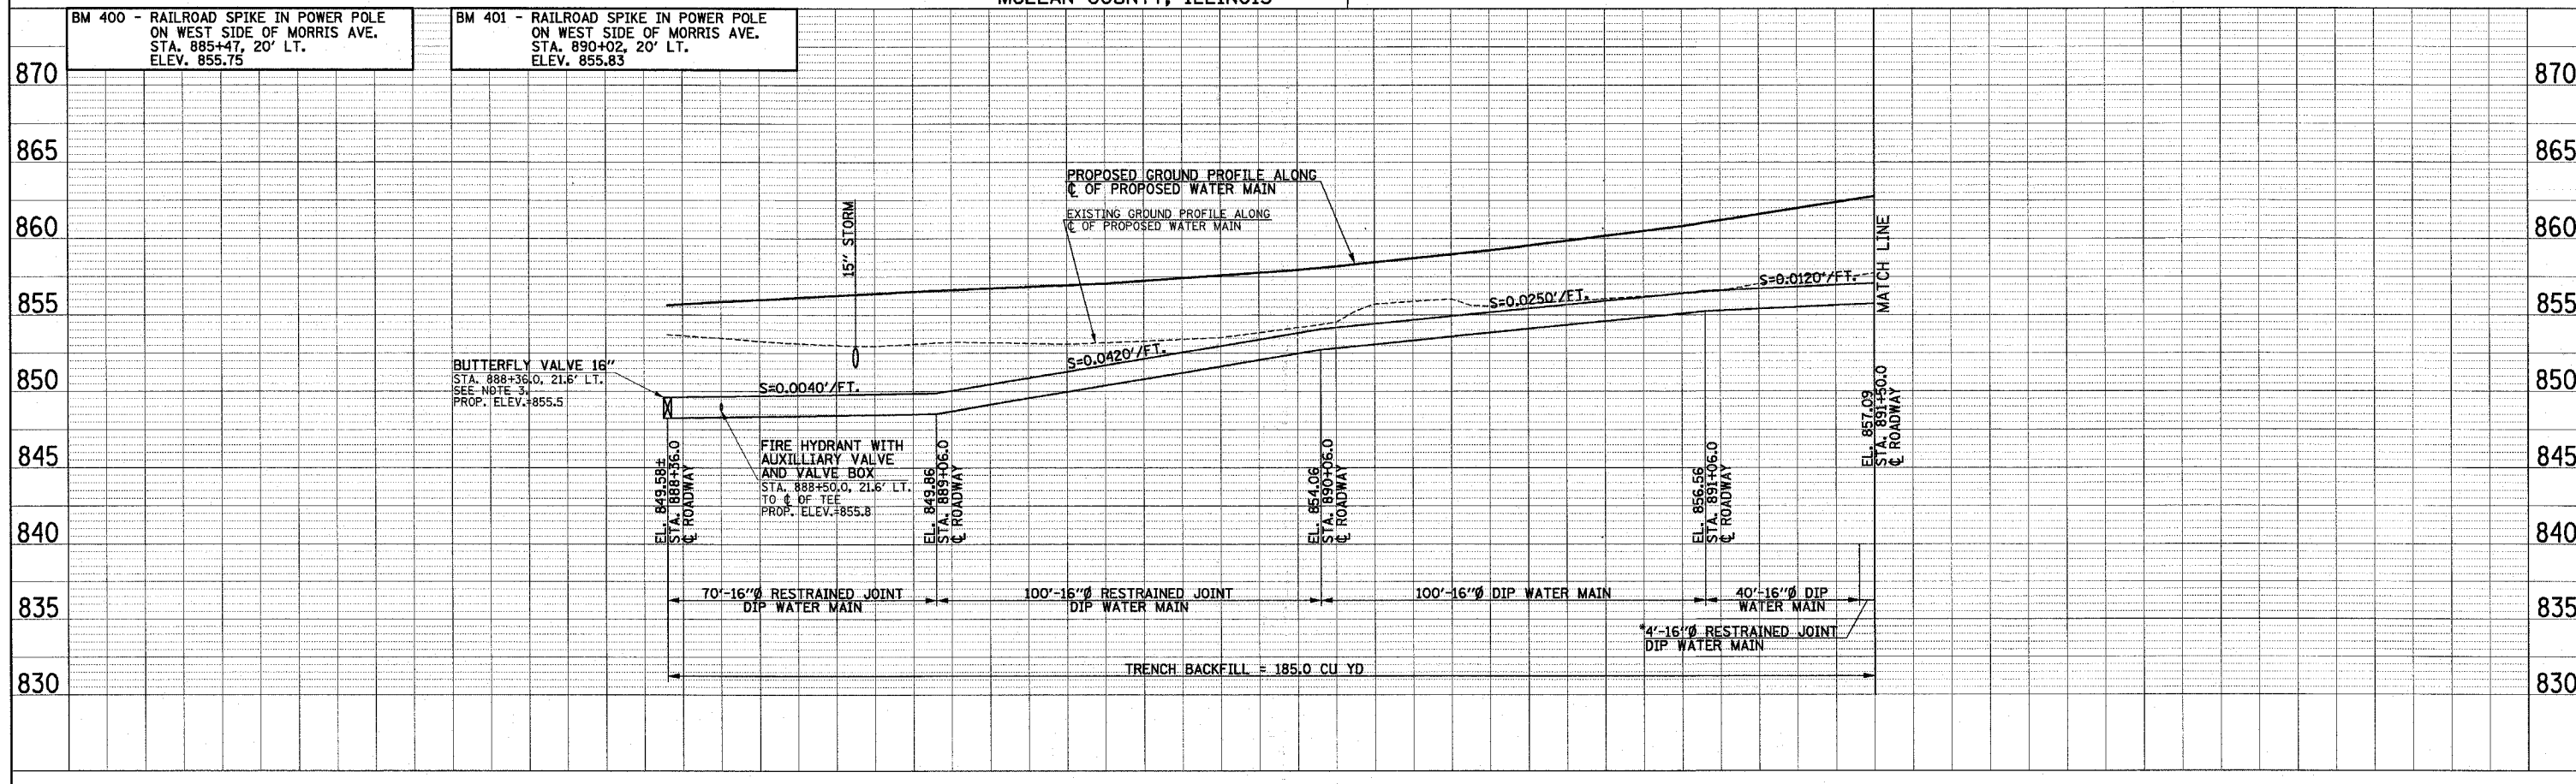 MCLEAN COUNTY, ILLINOIS
BM 400 - RAILROAD SPIKE IN POWER POLE
ON WEST SIDE OF MORRIS AVE.
STA. 885+47, 20' LT.
ELEV. 855.75
BM 401 - RAILROAD SPIKE IN POWER POLE
ON WEST SIDE OF MORRIS AVE.
STA. 890+02, 20' LT.
ELEV. 855.83
870
870
865
865
860
860
855
855
850
850
845
845
840
840
835
835
830
830
PROPOSED GROUND PROFILE ALONG
℄ OF PROPOSED WATER MAIN
EXISTING GROUND PROFILE ALONG
℄ OF PROPOSED WATER MAIN
15" STORM
MATCH LINE
S=0.0120'/FT.
S=0.0250'/FT.
S=0.0420'/FT.
S=0.0040'/FT.
BUTTERFLY VALVE 16"
STA. 888+36.0, 21.6' LT.
SEE NOTE 3.
PROP. ELEV.=855.5
FIRE HYDRANT WITH
AUXILLIARY VALVE
AND VALVE BOX
STA. 888+50.0, 21.6' LT.
TO ℄ OF TEE
PROP. ELEV.=855.8
EL. 849.58±
STA. 888+36.0
℄ ROADWAY
EL. 849.86
STA. 889+06.0
℄ ROADWAY
EL. 854.06
STA. 890+06.0
℄ ROADWAY
EL. 856.56
STA. 891+06.0
℄ ROADWAY
EL. 857.09
STA. 891+50.0
℄ ROADWAY
70'-16"Ø RESTRAINED JOINT
DIP WATER MAIN
100'-16"Ø RESTRAINED JOINT
DIP WATER MAIN
100'-16"Ø DIP WATER MAIN
40'-16"Ø DIP
WATER MAIN
*4'-16"Ø RESTRAINED JOINT
DIP WATER MAIN
TRENCH BACKFILL = 185.0 CU YD